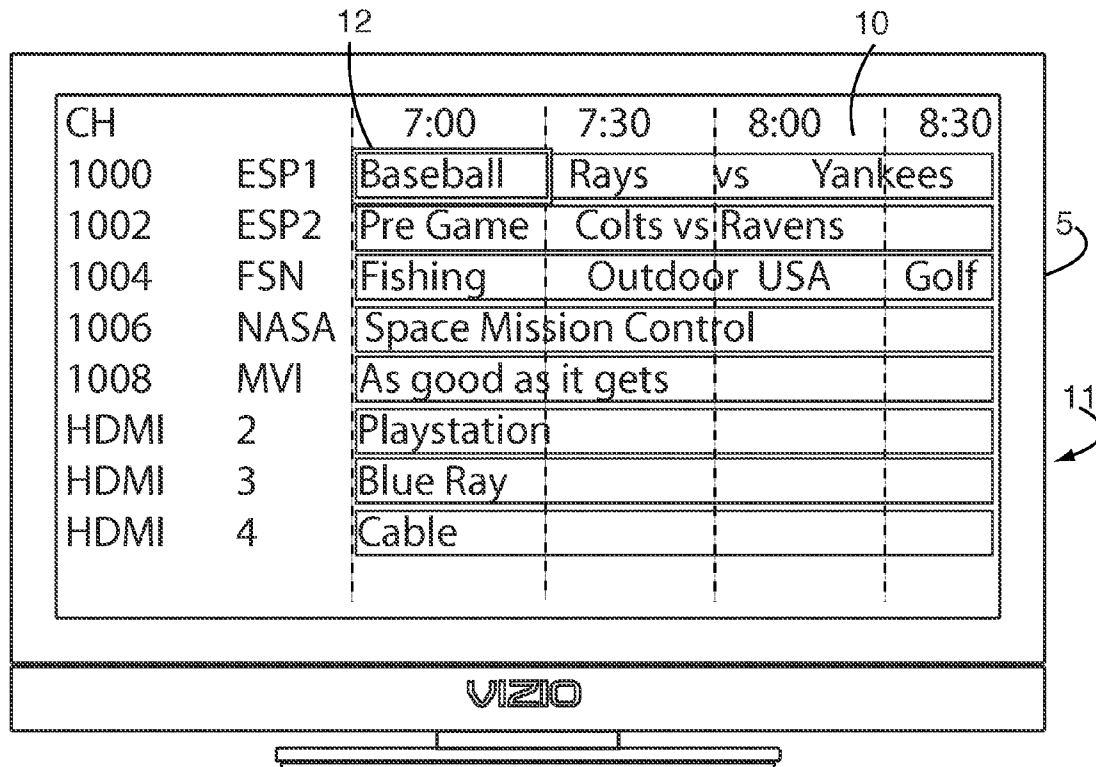 12
10
CH 7:00 7:30 8:00 8:30
1000 ESP1 Baseball Rays vs Yankees
1002 ESP2 Pre Game Colts vs Ravens
5
1004 FSN Fishing Outdoor USA Golf
1006 NASA Space Mission Control
1008 MVI As good as it gets
11
HDMI 2 Playstation
HDMI 3 Blue Ray
HDMI 4 Cable
VIZIO